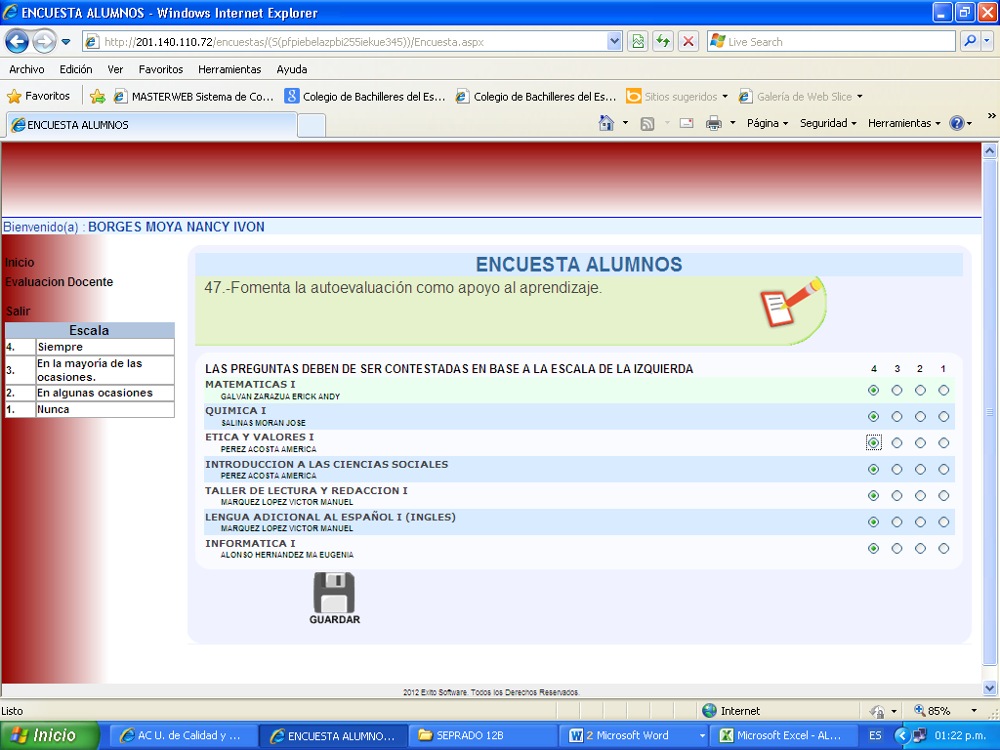 ENCUESTA ALUMNOS - Windows Internet Explorer
http://201.140.110.72/encuestas/(S(pfpiebelazpbi255iekue345))/Encuesta.aspx
Live Search
Archivo Edición Ver Favoritos Herramientas Ayuda
Favoritos MASTERWEB Sistema de Co... Colegio de Bachilleres del Es... Colegio de Bachilleres del Es... Sitios sugeridos Galería de Web Slice
ENCUESTA ALUMNOS Página Seguridad Herramientas »
Bienvenido(a) : BORGES MOYA NANCY IVON
Inicio
Evaluacion Docente
Salir
Escala
4. Siempre
3. En la mayoría de las
ocasiones.
2. En algunas ocasiones
1. Nunca
ENCUESTA ALUMNOS
47.-Fomenta la autoevaluación como apoyo al aprendizaje.
LAS PREGUNTAS DEBEN DE SER CONTESTADAS EN BASE A LA ESCALA DE LA IZQUIERDA 4 3 2 1
MATEMATICAS I
GALVAN ZARAZUA ERICK ANDY
QUIMICA I
SALINAS MORAN JOSE
ETICA Y VALORES I
PEREZ ACOSTA AMERICA
INTRODUCCION A LAS CIENCIAS SOCIALES
PEREZ ACOSTA AMERICA
TALLER DE LECTURA Y REDACCION I
MARQUEZ LOPEZ VICTOR MANUEL
LENGUA ADICIONAL AL ESPAÑOL I (INGLES)
MARQUEZ LOPEZ VICTOR MANUEL
INFORMATICA I
ALONSO HERNANDEZ MA EUGENIA
GUARDAR
2012 Exito Software. Todos los Derechos Reservados.
Listo Internet 85%
Inicio AC U. de Calidad y ... ENCUESTA ALUMNO... SEPRADO 12B 2 Microsoft Word Microsoft Excel - AL... ES 01:22 p.m.